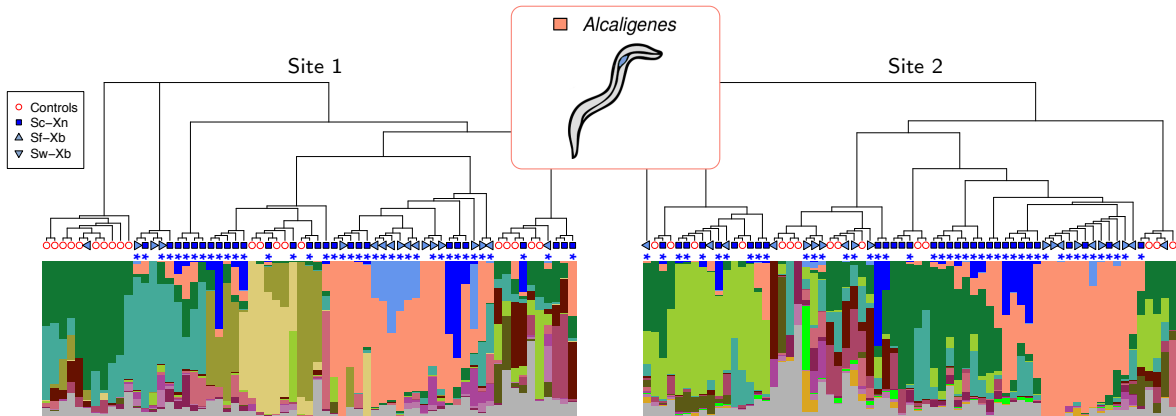 Alcaligenes
Site 1
Site 2
Controls
Sc−Xn
Sf−Xb
Sw−Xb